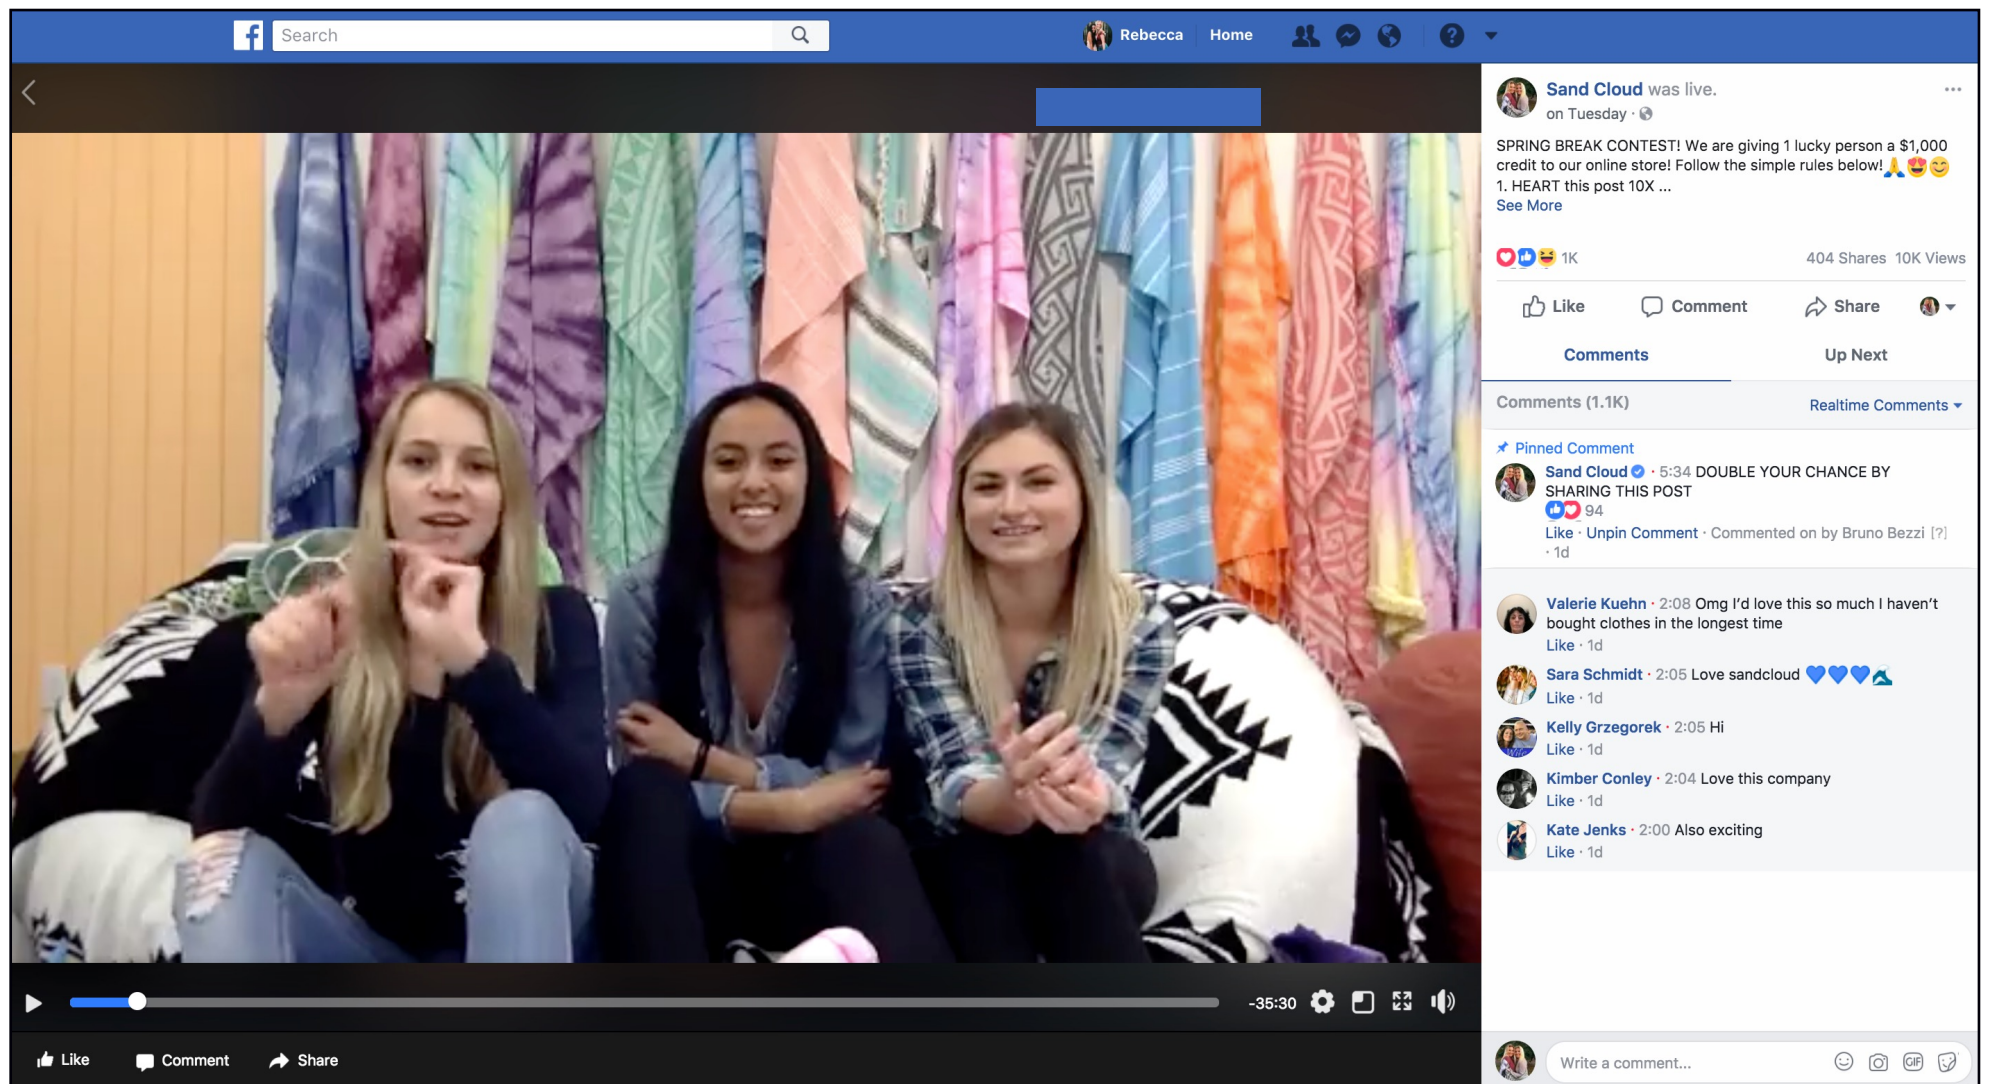 f
Search
Rebecca
Home
Sand Cloud was live.
on Tuesday ·
SPRING BREAK CONTEST! We are giving 1 lucky person a $1,000
credit to our online store! Follow the simple rules below!🙏😍😊
1. HEART this post 10X ...
See More
1K
404 Shares 10K Views
Like
Comment
Share
Comments
Up Next
Comments (1.1K)
Realtime Comments
Pinned Comment
Sand Cloud · 5:34 DOUBLE YOUR CHANCE BY
SHARING THIS POST
94
Like · Unpin Comment · Commented on by Bruno Bezzi [?]
· 1d
Valerie Kuehn · 2:08 Omg I'd love this so much I haven't
bought clothes in the longest time
Like · 1d
Sara Schmidt · 2:05 Love sandcloud 💙💙💙🌊
Like · 1d
Kelly Grzegorek · 2:05 Hi
Like · 1d
Kimber Conley · 2:04 Love this company
Like · 1d
Kate Jenks · 2:00 Also exciting
Like · 1d
-35:30
Like
Comment
Share
Write a comment...
GIF